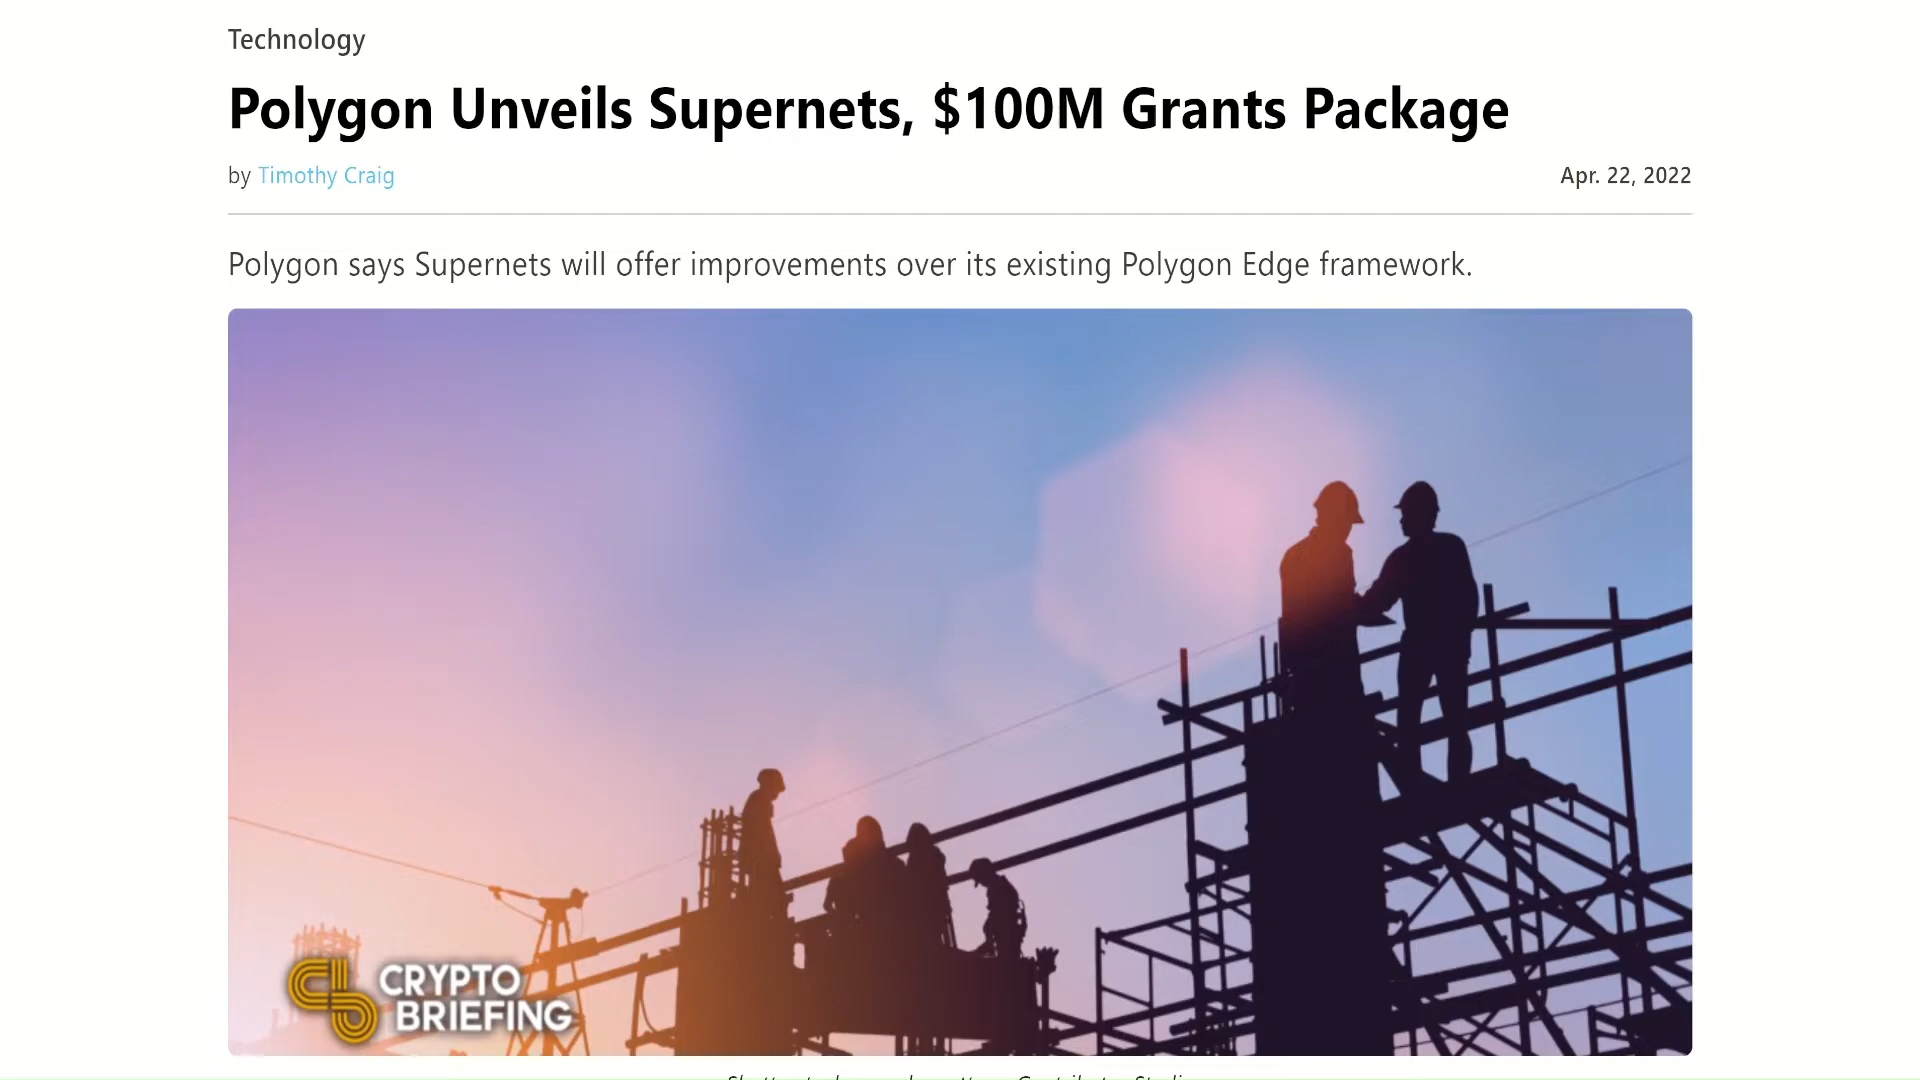 Technology
Polygon Unveils Supernets, $100M Grants Package
by Timothy Craig
Apr. 22, 2022
Polygon says Supernets will offer improvements over its existing Polygon Edge framework.
CRYPTO
BRIEFING